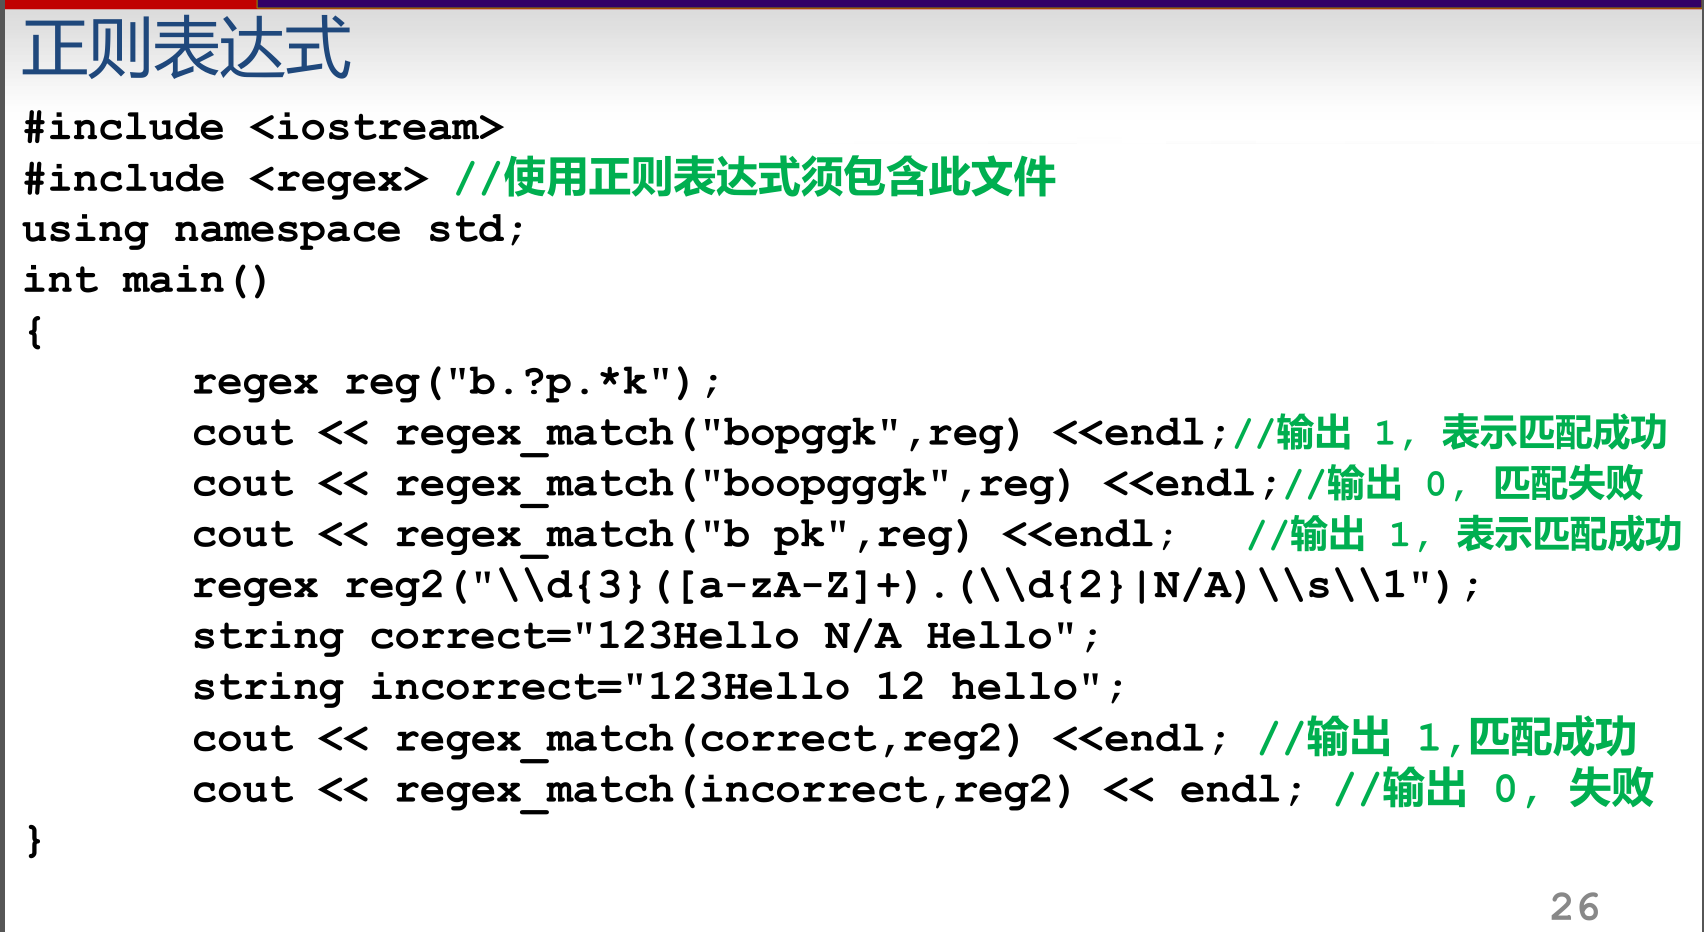 正则表达式
#include <iostream>
#include <regex> //使用正则表达式须包含此文件
using namespace std;
int main()
{
regex reg("b.?p.*k");
cout << regex_match("bopggk",reg) <<endl;//输出 1, 表示匹配成功
cout << regex_match("boopgggk",reg) <<endl;//输出 0, 匹配失败
cout << regex_match("b pk",reg) <<endl; //输出 1, 表示匹配成功
regex reg2("\\d{3}([a-zA-Z]+).(\\d{2}|N/A)\\s\\1");
string correct="123Hello N/A Hello";
string incorrect="123Hello 12 hello";
cout << regex_match(correct,reg2) <<endl; //输出 1,匹配成功
cout << regex_match(incorrect,reg2) << endl; //输出 0, 失败
}
26